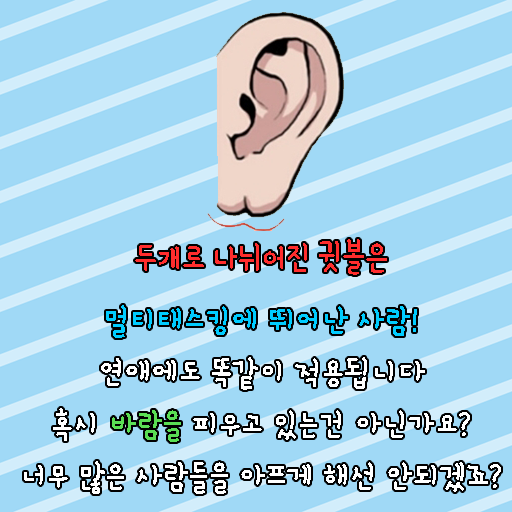 두개로 나뉘어진 귓불은
멀티태스킹에 뛰어난 사람!
연애에도 똑같이 적용됩니다
혹시 바람을 피우고 있는건 아닌가요?
너무 많은 사람들을 아프게 해선 안되겠죠?